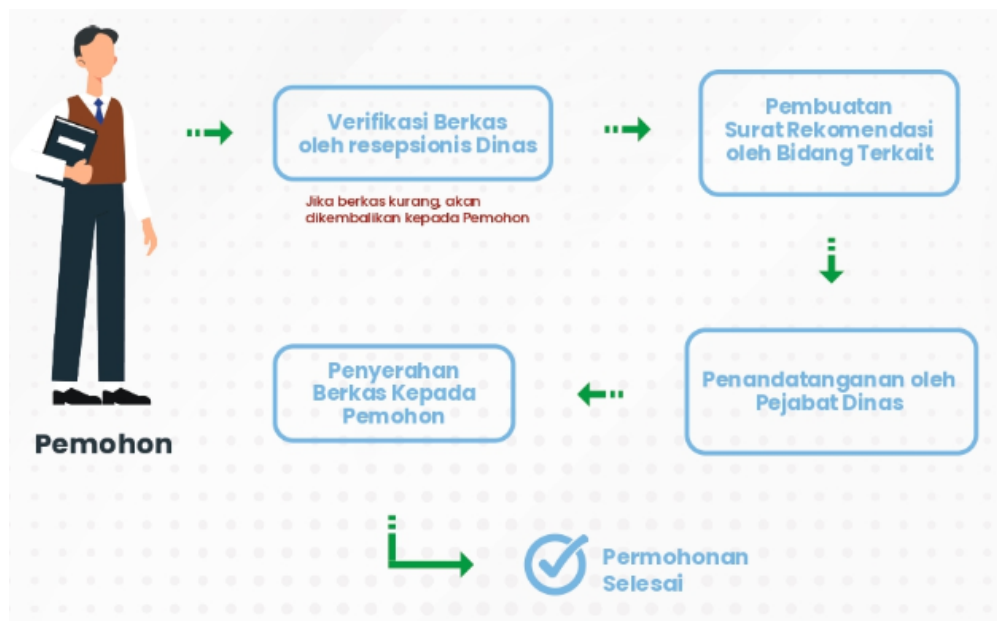 Verifikasi Berkas
oleh resepsionis Dinas
Jika berkas kurang, akan
dikembalikan kepada Pemohon
Pembuatan
Surat Rekomendasi
oleh Bidang Terkait
Penandatanganan oleh
Pejabat Dinas
Penyerahan
Berkas Kepada
Pemohon
Pemohon
Permohonan
Selesai